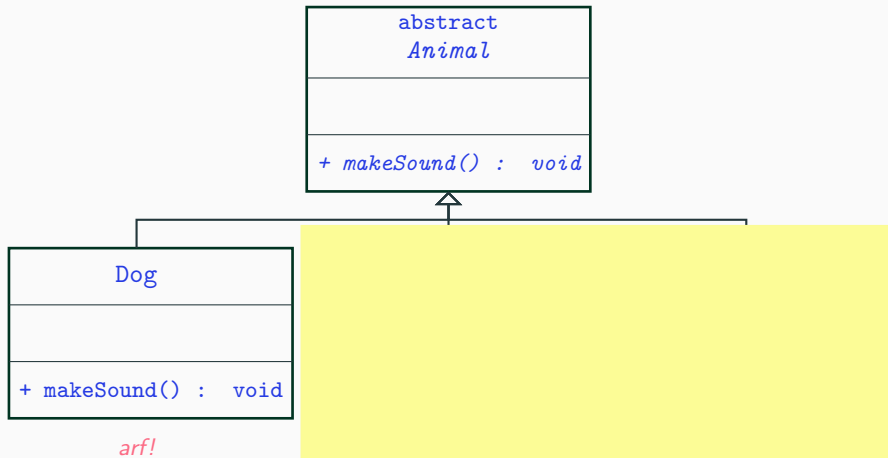 abstract
Animal
+ makeSound() : void
Dog
+ makeSound() : void
arf!